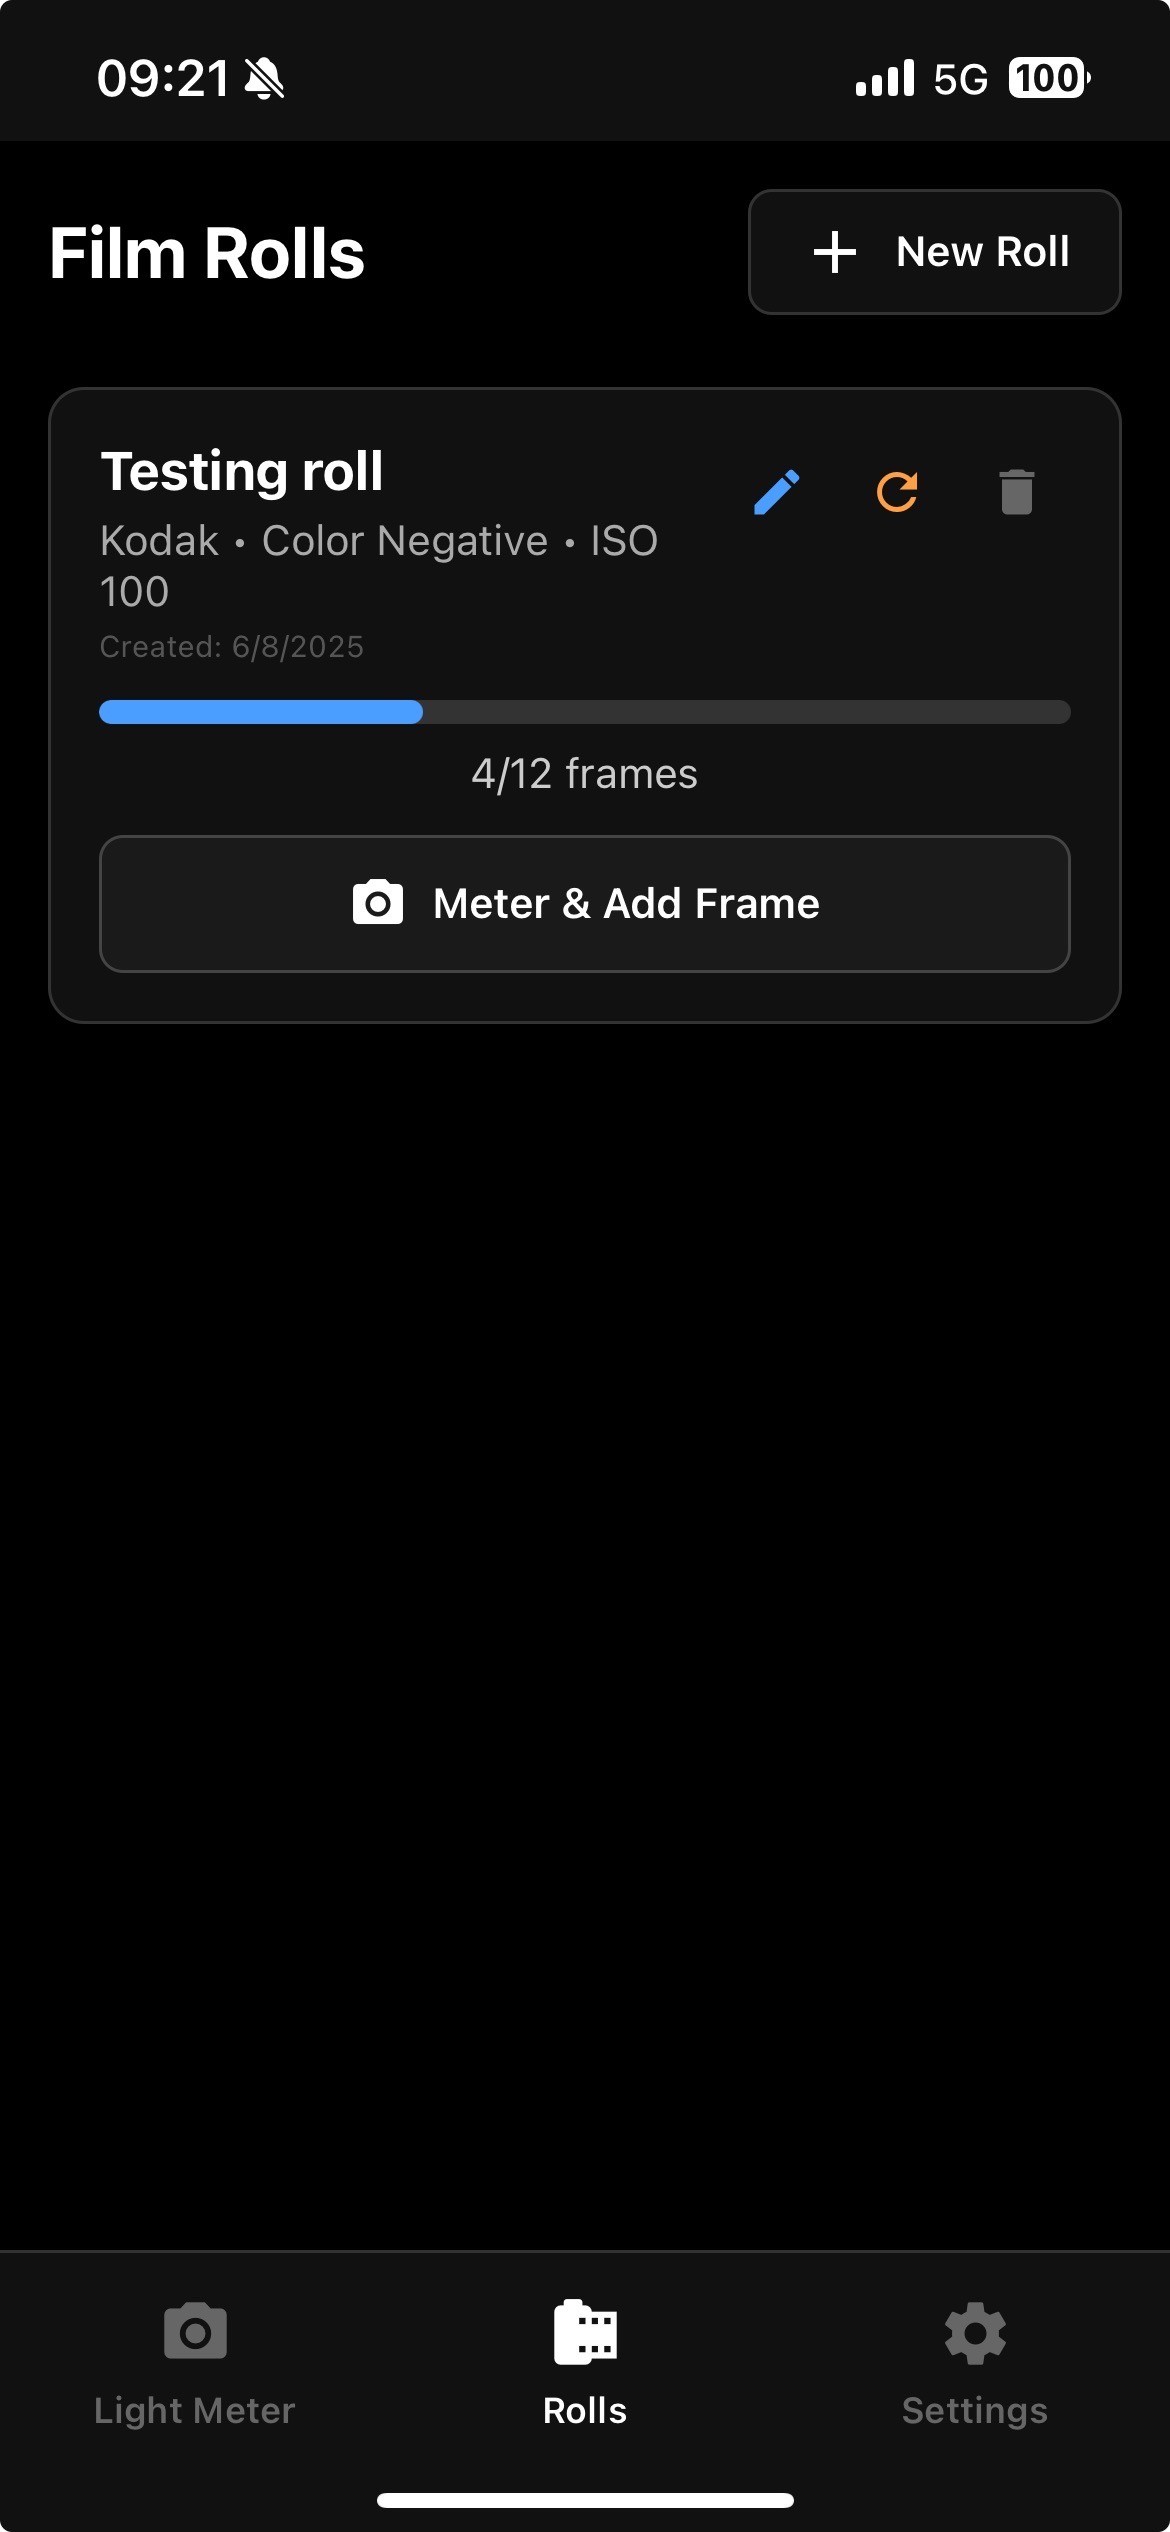 09:21
5G
100
Film Rolls
New Roll
Testing roll
Kodak • Color Negative • ISO
100
Created: 6/8/2025
4/12 frames
Meter & Add Frame
Light Meter
Rolls
Settings